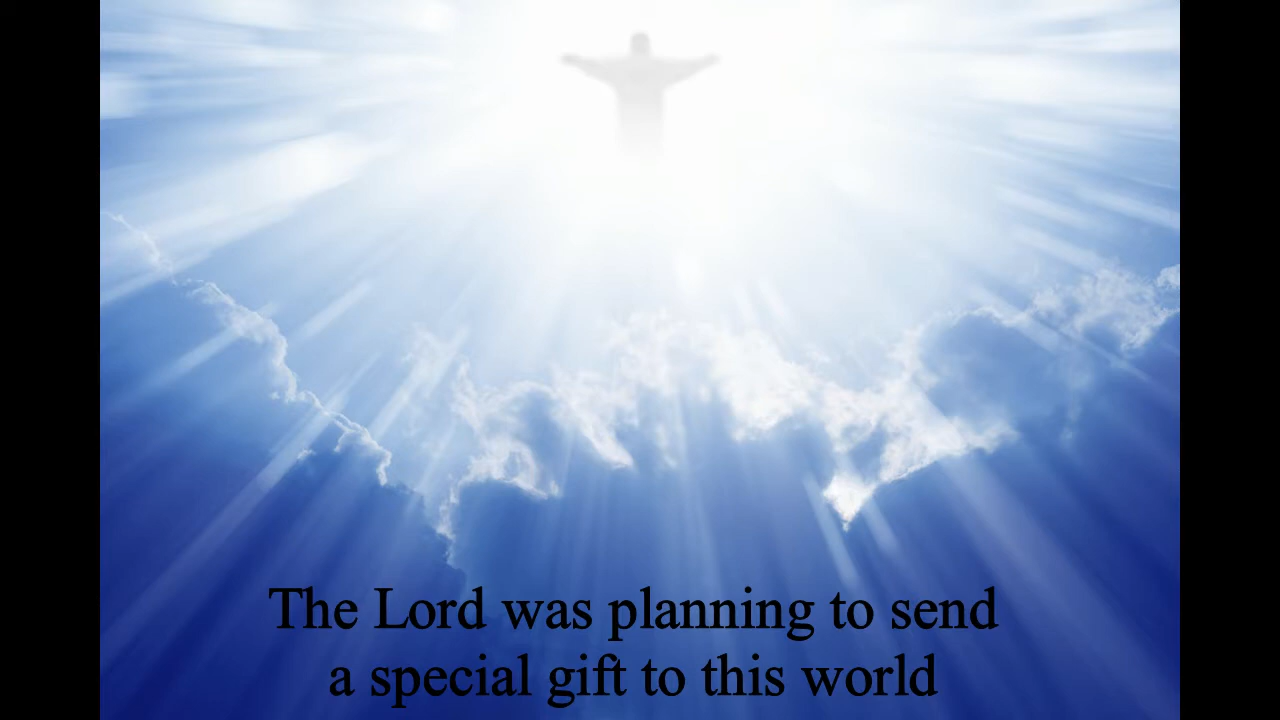 The Lord was planning to send
a special gift to this world